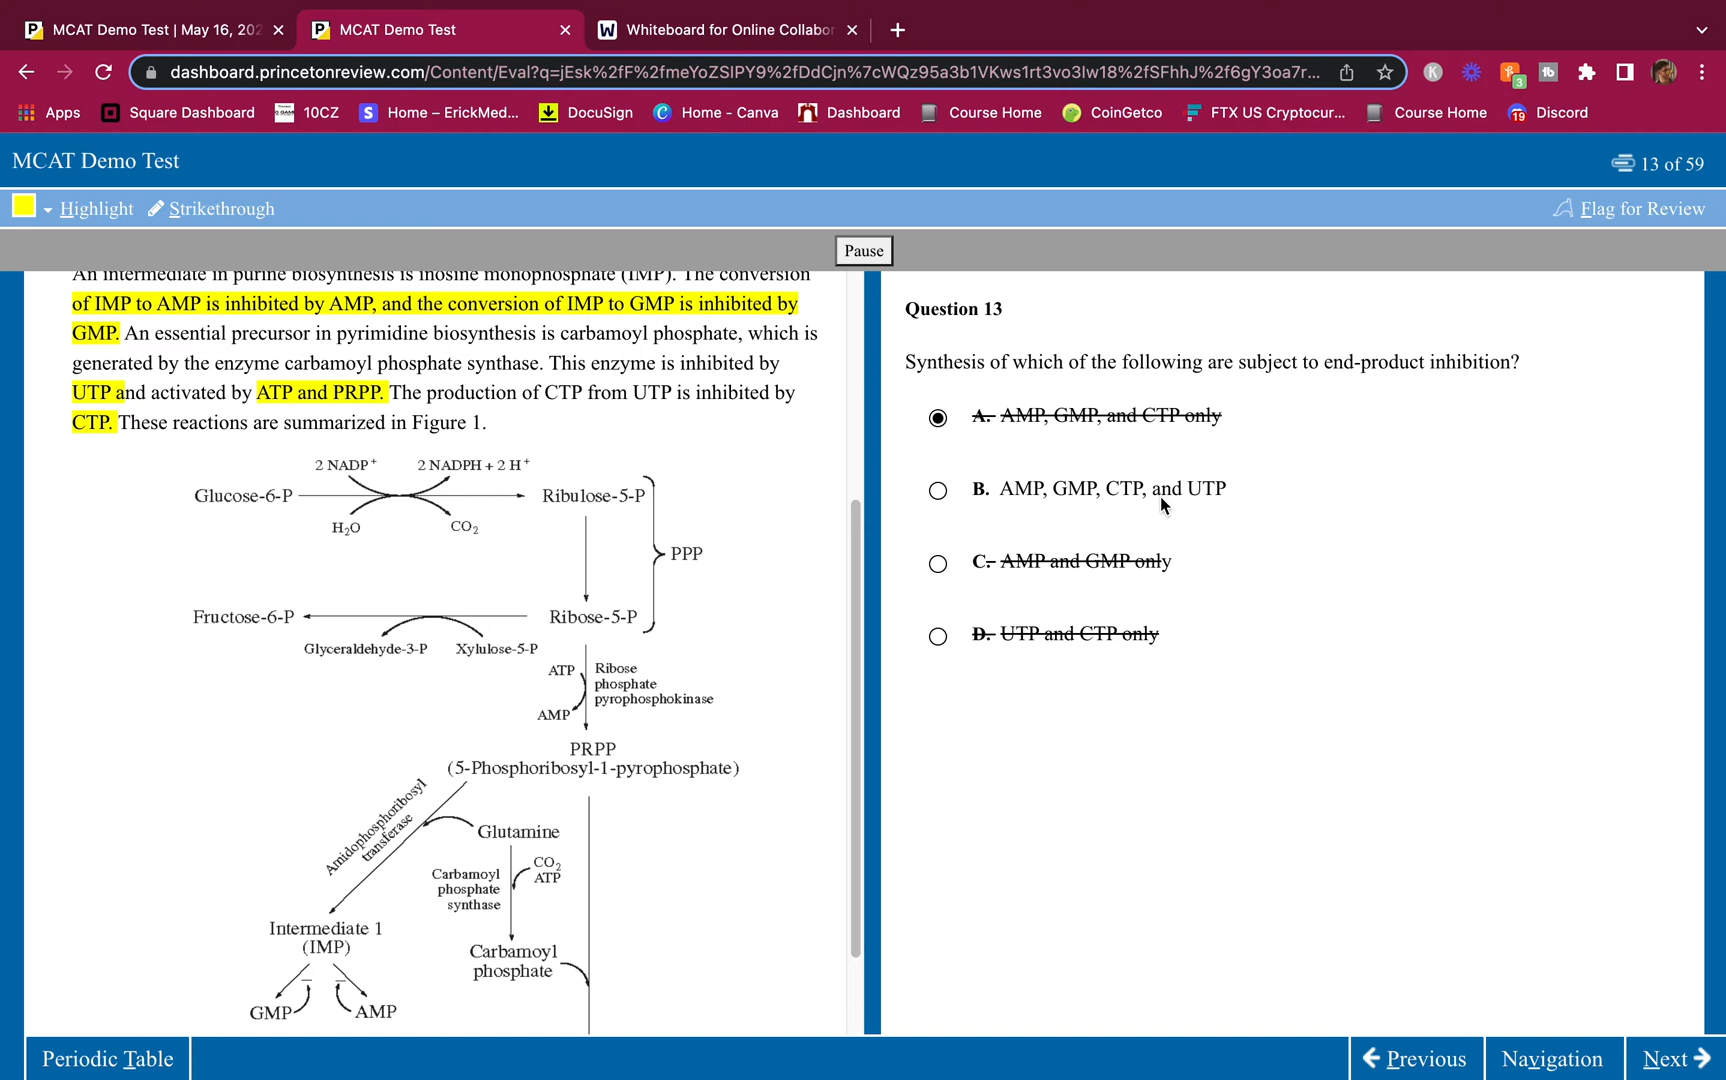 MCAT Demo Test | May 16, 202
MCAT Demo Test
Whiteboard for Online Collabor
dashboard.princetonreview.com/Content/Eval?q=jEsk%2fF%2fmeYoZSIPY9%2fDdCjn%7cWQz95a3b1VKws1rt3vo3lw18%2fSFhhJ%2f6gY3oa7r...
Apps
Square Dashboard
10CZ
Home – ErickMed...
DocuSign
Home - Canva
Dashboard
Course Home
CoinGetco
FTX US Cryptocur...
Course Home
19 Discord
MCAT Demo Test
13 of 59
Highlight
Strikethrough
Flag for Review
Pause
An intermediate in purine biosynthesis is inosine monophosphate (IMP). The conversion
of IMP to AMP is inhibited by AMP, and the conversion of IMP to GMP is inhibited by
GMP. An essential precursor in pyrimidine biosynthesis is carbamoyl phosphate, which is
generated by the enzyme carbamoyl phosphate synthase. This enzyme is inhibited by
UTP and activated by ATP and PRPP. The production of CTP from UTP is inhibited by
CTP. These reactions are summarized in Figure 1.
2 NADP+
2 NADPH + 2 H+
Glucose-6-P
Ribulose-5-P
H2O
CO2
PPP
Fructose-6-P
Ribose-5-P
Glyceraldehyde-3-P
Xylulose-5-P
ATP
Ribose
phosphate
pyrophosphokinase
AMP
PRPP
(5-Phosphoribosyl-1-pyrophosphate)
Amidophosphoribosyl
transferase
Glutamine
Carbamoyl
phosphate
synthase
CO2
ATP
Intermediate 1
(IMP)
Carbamoyl
phosphate
GMP
AMP
Question 13
Synthesis of which of the following are subject to end-product inhibition?
A. AMP, GMP, and CTP only
B. AMP, GMP, CTP, and UTP
C. AMP and GMP only
D. UTP and CTP only
Periodic Table
Previous
Navigation
Next